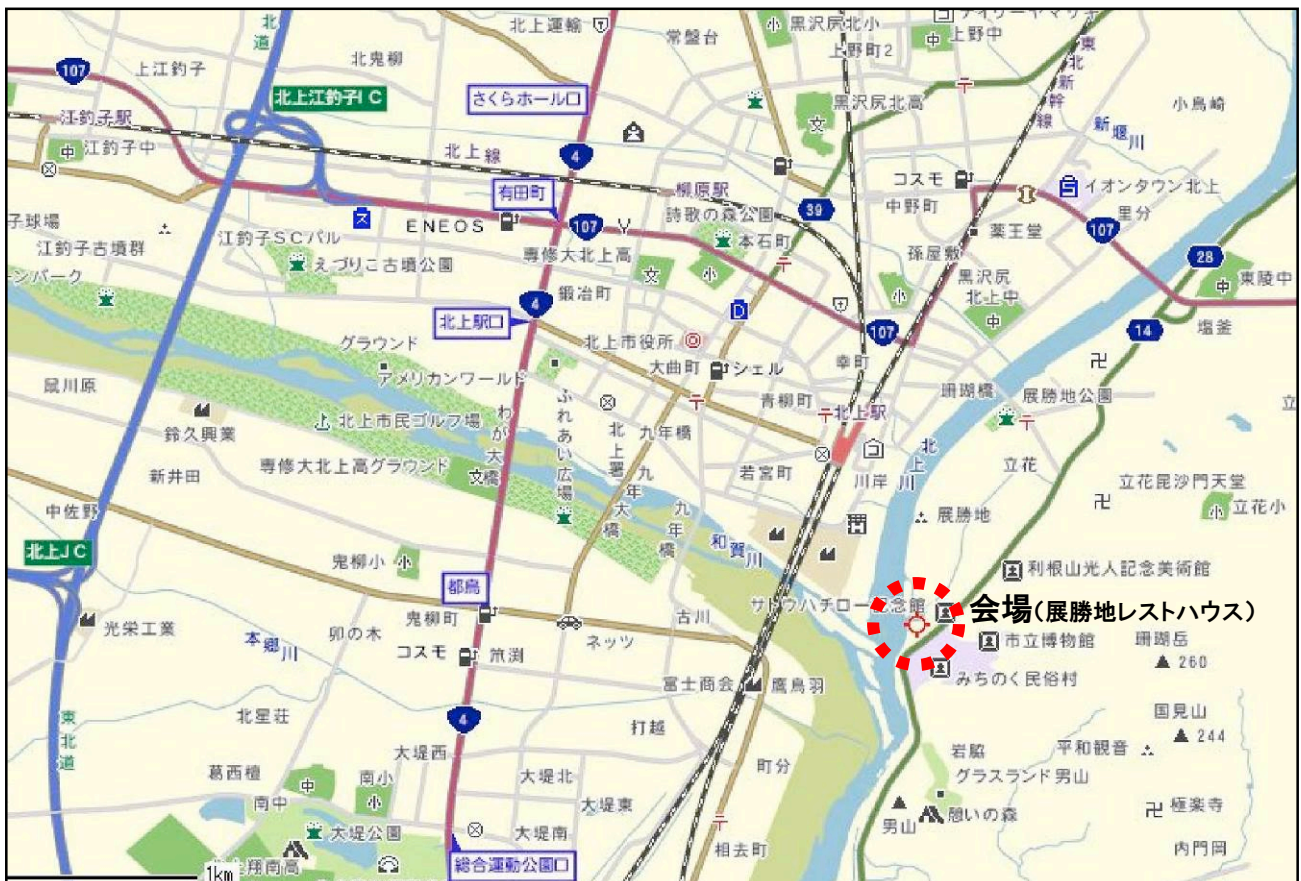 北上運輸
常盤台
黒沢尻北小
上野町2
上野中
北道
107
上江釣子
北鬼柳
北上江釣子IC
さくらホール口
江釣子駅
江釣子中
北上線
4
黒沢尻北高
東北新幹線
小鳥崎
新堰川
有田町
柳原駅
コスモ
イオンタウン北上
39
中野町
里分
子球場
江釣子古墳群
江釣子SCパル
ENEOS
107
詩歌の森公園
本石町
薬王堂
107
えづりこ古墳公園
専修大北上高
孫屋敷
28
ーンパーク
鍛冶町
黒沢尻
北上中
東陵中
4
北上駅口
北上市役所
107
14
塩釜
グラウンド
アメリカンワールド
大曲町
シェル
幸町
鼠川原
青柳町
珊瑚橋
展勝地公園
立
北上市民ゴルフ場
わが大橋
ふれあい広場
北上署
九年橋
北上駅
北上川
鈴久興業
専修大北上高グラウンド
九年大橋
九年橋
若宮町
川岸
立花
立花毘沙門天堂
新井田
立花小
中佐野
展勝地
北上JC
鬼柳小
和賀川
利根山光人記念美術館
都鳥
サトウハチロー記念館
会場(展勝地レストハウス)
光栄工業
卯の木
鬼柳町
古川
本郷川
コスモ
旅渕
ネッツ
市立博物館
珊瑚岳
260
富士商会
鷹鳥羽
みちのく民俗村
北星荘
4
打越
国見山
244
東北道
大堤西
岩脇
平和観音
葛西檀
南小
大堤北
町分
グラスランド男山
南中
大堤東
男山
憩いの森
極楽寺
大堤公園
大堤南
相去町
内門岡
1km
翔南高
総合運動公園口